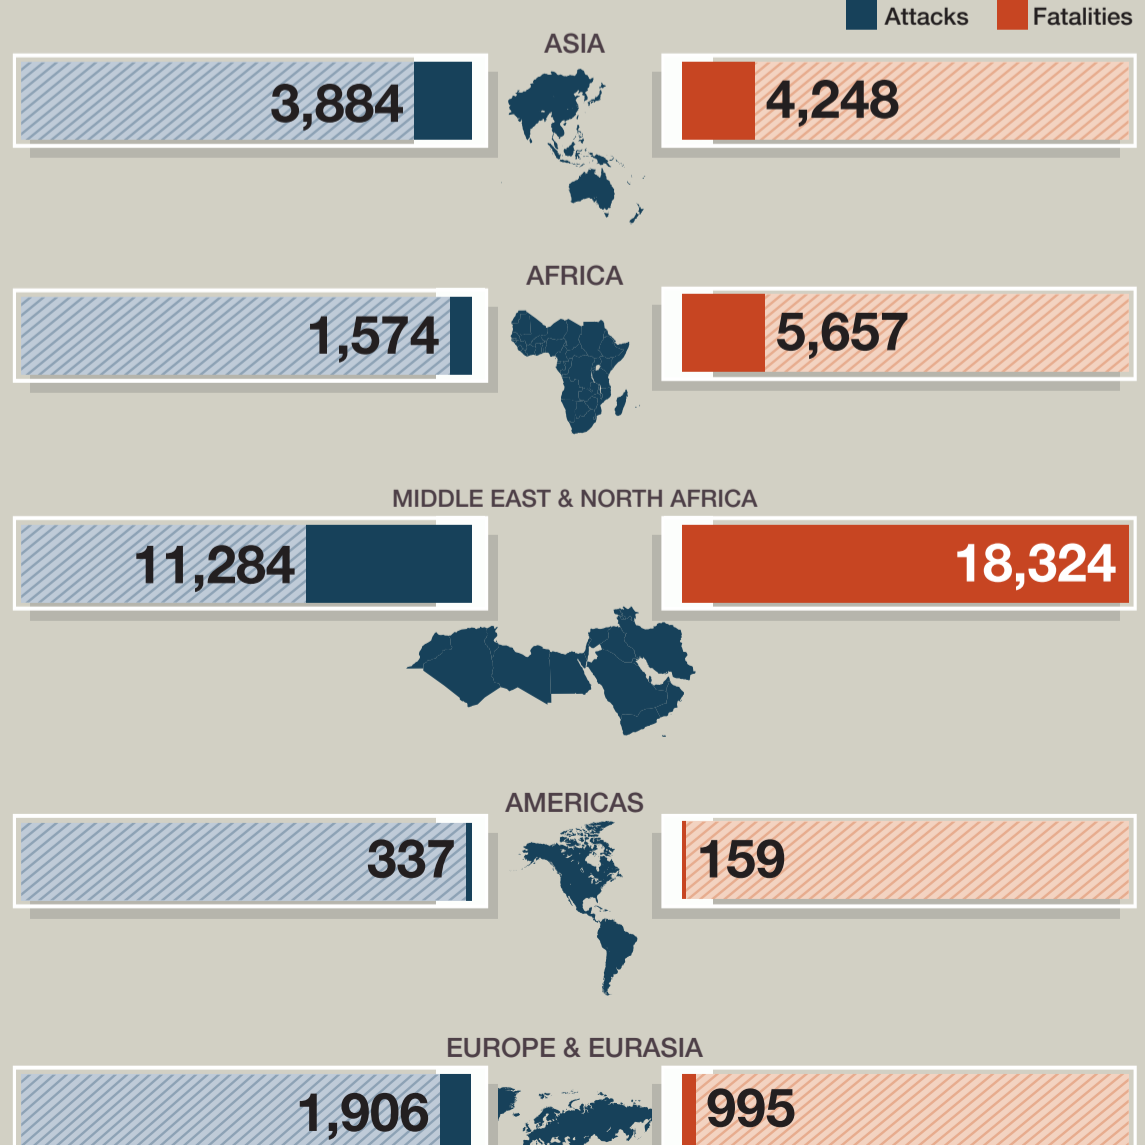 Attacks Fatalities
ASIA
3,884 4,248
AFRICA
1,574 5,657
MIDDLE EAST & NORTH AFRICA
11,284 18,324
AMERICAS
337 159
EUROPE & EURASIA
1,906 995